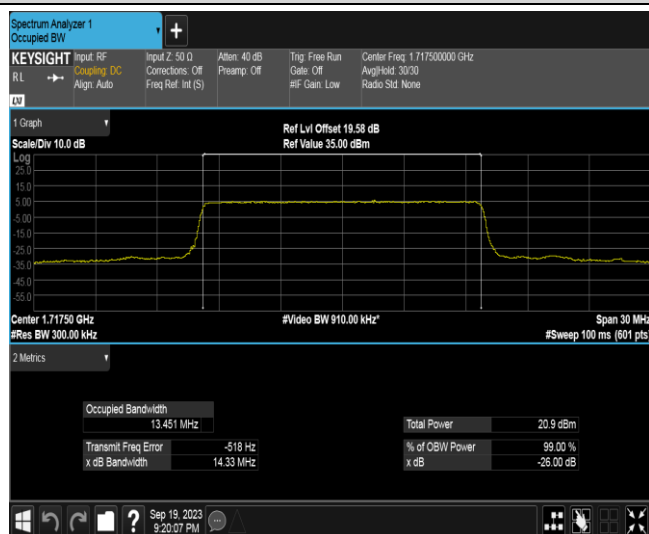 Spectrum Analyzer 1
Occupied BW
KEYSIGHT Input: RF Input Z: 50 Ω Atten: 40 dB Trig: Free Run Center Freq: 1.717500000 GHz
RL Coupling: DC Corrections: Off Preamp: Off Gate: Off Avg|Hold: 30/30
Align: Auto Freq Ref: Int (S) #IF Gain: Low Radio Std: None
LXI
1 Graph Ref Lvl Offset 19.58 dB
Scale/Div 10.0 dB Ref Value 35.00 dBm
Log
25.0
15.0
5.00
-5.00
-15.0
-25.0
-35.0
-45.0
-55.0
Center 1.71750 GHz #Video BW 910.00 kHz* Span 30 MHz
#Res BW 300.00 kHz #Sweep 100 ms (601 pts)
2 Metrics
Occupied Bandwidth
13.451 MHz Total Power 20.9 dBm
Transmit Freq Error -518 Hz % of OBW Power 99.00 %
x dB Bandwidth 14.33 MHz x dB -26.00 dB
Sep 19, 2023
9:20:07 PM